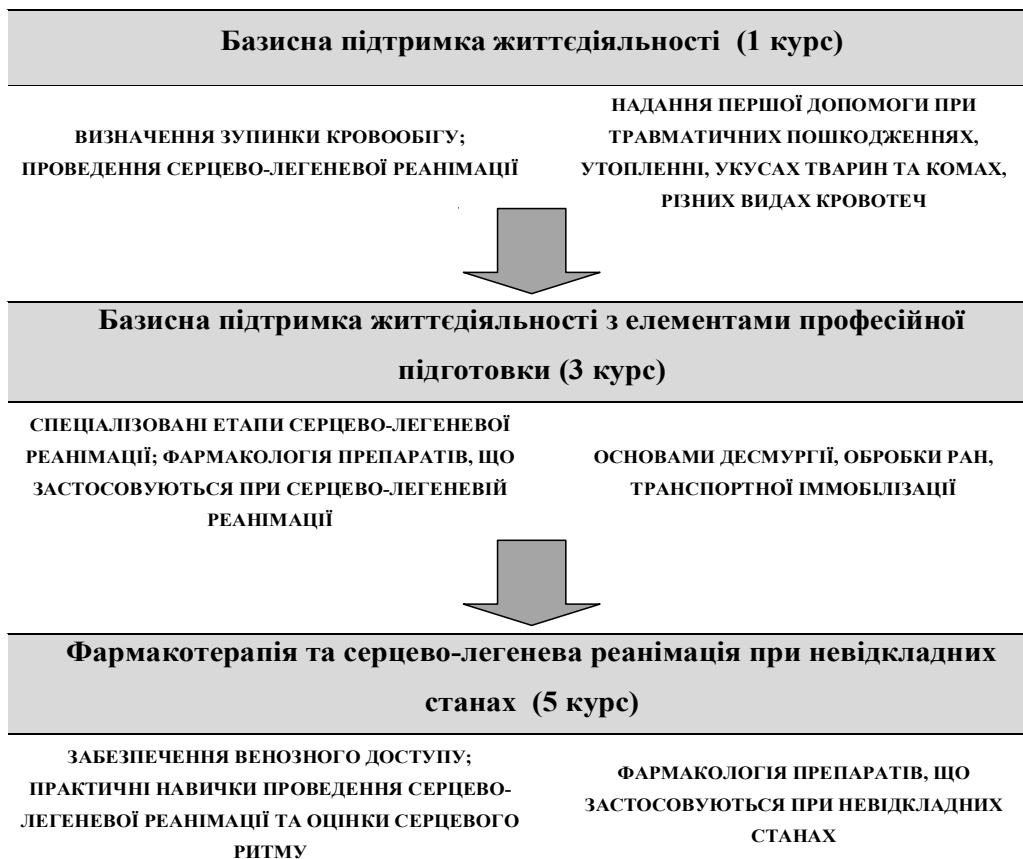 Базисна підтримка життєдіяльності (1 курс)
ВИЗНАЧЕННЯ ЗУПИНКИ КРОВООБІГУ;
ПРОВЕДЕННЯ СЕРЦЕВО-ЛЕГЕНЕВОЇ РЕАНІМАЦІЇ
НАДАННЯ ПЕРШОЇ ДОПОМОГИ ПРИ
ТРАВМАТИЧНИХ ПОШКОДЖЕННЯХ,
УТОПЛЕННІ, УКУСАХ ТВАРИН ТА КОМАХ,
РІЗНИХ ВИДАХ КРОВОТЕЧ
Базисна підтримка життєдіяльності з елементами професійної
підготовки (3 курс)
СПЕЦІАЛІЗОВАНІ ЕТАПИ СЕРЦЕВО-ЛЕГЕНЕВОЇ
РЕАНІМАЦІЇ; ФАРМАКОЛОГІЯ ПРЕПАРАТІВ, ЩО
ЗАСТОСОВУЮТЬСЯ ПРИ СЕРЦЕВО-ЛЕГЕНЕВІЙ
РЕАНІМАЦІЇ
ОСНОВАМИ ДЕСМУРГІЇ, ОБРОБКИ РАН,
ТРАНСПОРТНОЇ ІММОБІЛІЗАЦІЇ
Фармакотерапія та серцево-легенева реанімація при невідкладних
станах (5 курс)
ЗАБЕЗПЕЧЕННЯ ВЕНОЗНОГО ДОСТУПУ;
ПРАКТИЧНІ НАВИЧКИ ПРОВЕДЕННЯ СЕРЦЕВО-
ЛЕГЕНЕВОЇ РЕАНІМАЦІЇ ТА ОЦІНКИ СЕРЦЕВОГО
РИТМУ
ФАРМАКОЛОГІЯ ПРЕПАРАТІВ, ЩО
ЗАСТОСОВУЮТЬСЯ ПРИ НЕВІДКЛАДНИХ
СТАНАХ